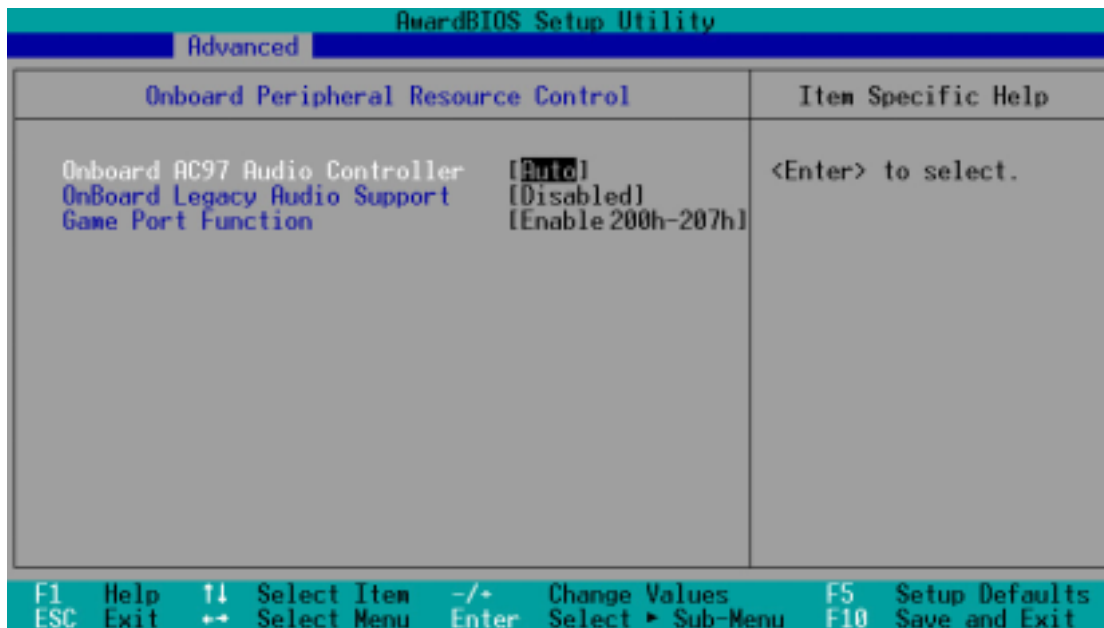 AwardBIOS Setup Utility
Advanced
Onboard Peripheral Resource Control
Item Specific Help
Onboard AC97 Audio Controller [Auto]
OnBoard Legacy Audio Support [Disabled]
Game Port Function [Enable 200h-207h]
<Enter> to select.
F1 Help ↑↓ Select Item -/+ Change Values F5 Setup Defaults
ESC Exit ←→ Select Menu Enter Select ► Sub-Menu F10 Save and Exit